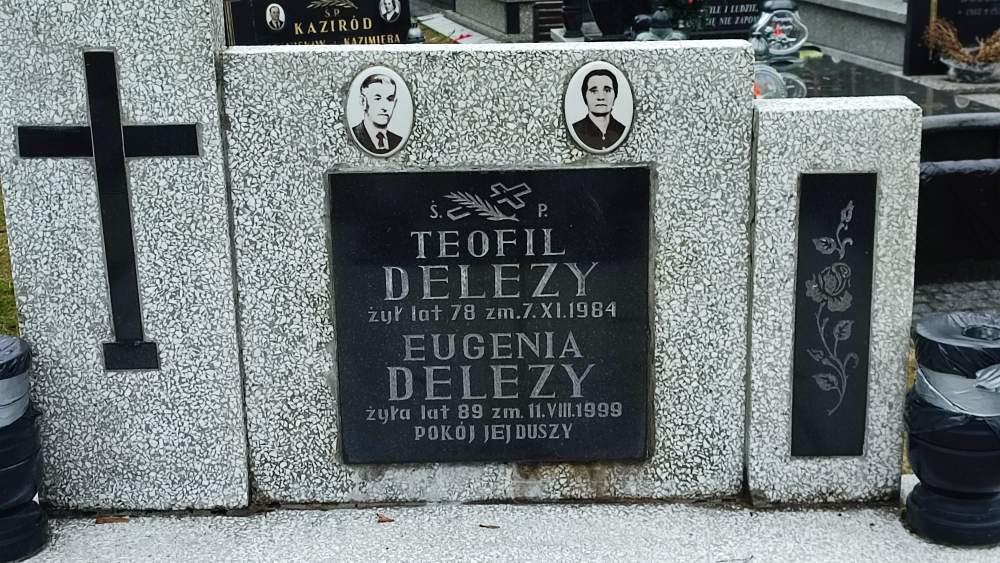 Ś P
KAZIRÓD
KAZIMIERA
Ś. P.
TEOFIL
DELEZY
żył lat 78 zm. 7.XI.1984
EUGENIA
DELEZY
żyła lat 89 zm. 11.VIII.1999
POKÓJ JEJ DUSZY